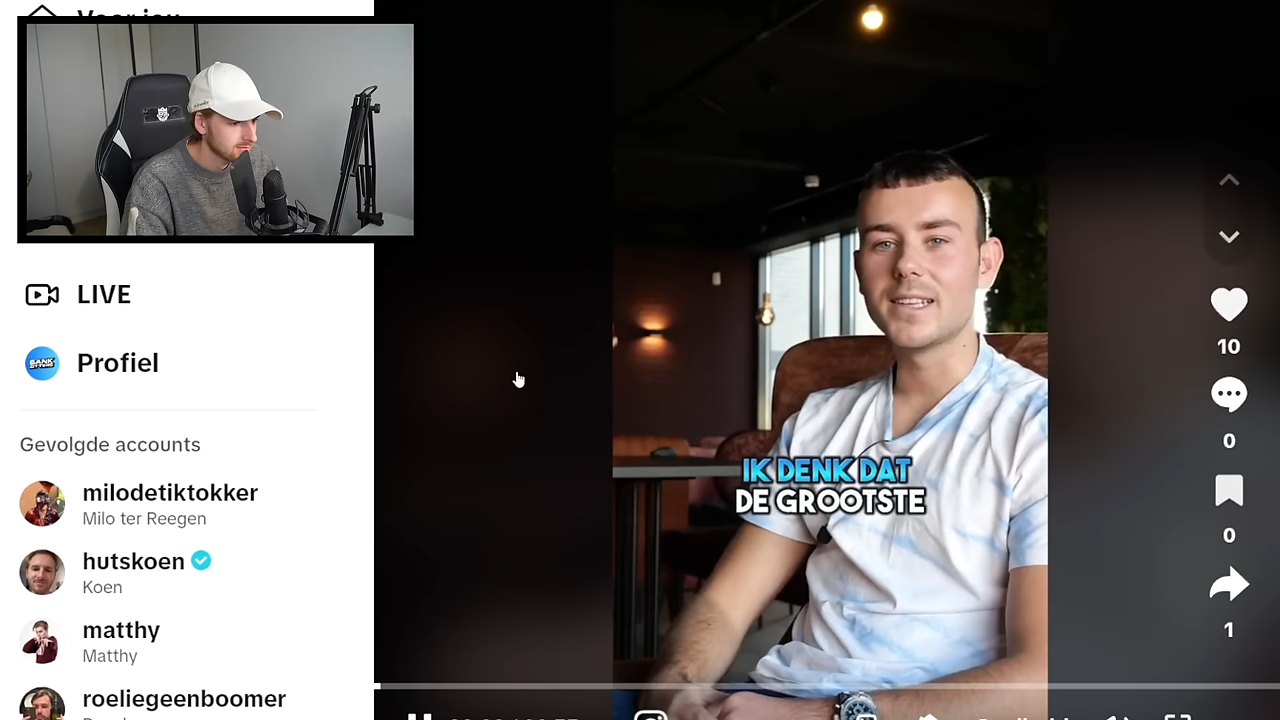 LIVE
Profiel
Gevolgde accounts
milodetiktokker
Milo ter Reegen
hutskoen
Koen
matthy
Matthy
roeliegeenboomer
IK DENK DAT
DE GROOTSTE
10
0
0
1